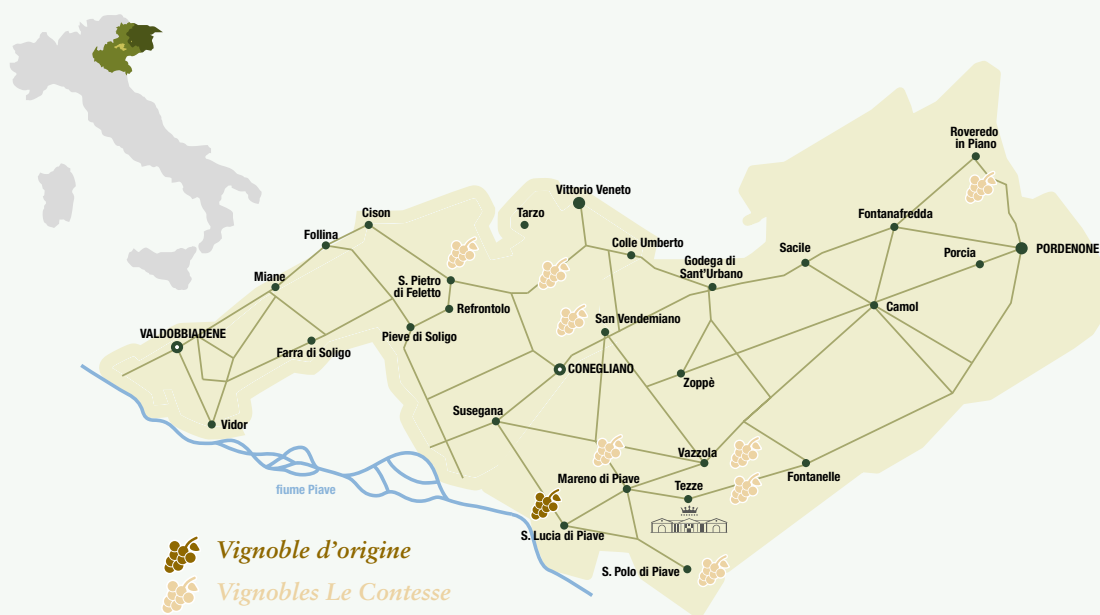 Roveredo
in Piano
Vittorio Veneto
Cison
Tarzo
Fontanafredda
Follina
Colle Umberto
Sacile
Porcia
PORDENONE
Godega di
Sant'Urbano
Miane
S. Pietro
di Feletto
Refrontolo
Camol
San Vendemiano
VALDOBBIADENE
Pieve di Soligo
Farra di Soligo
CONEGLIANO
Zoppè
Susegana
Vidor
Vazzola
Mareno di Piave
Tezze
Fontanelle
fiume Piave
S. Lucia di Piave
S. Polo di Piave
Vignoble d'origine
Vignobles Le Contesse